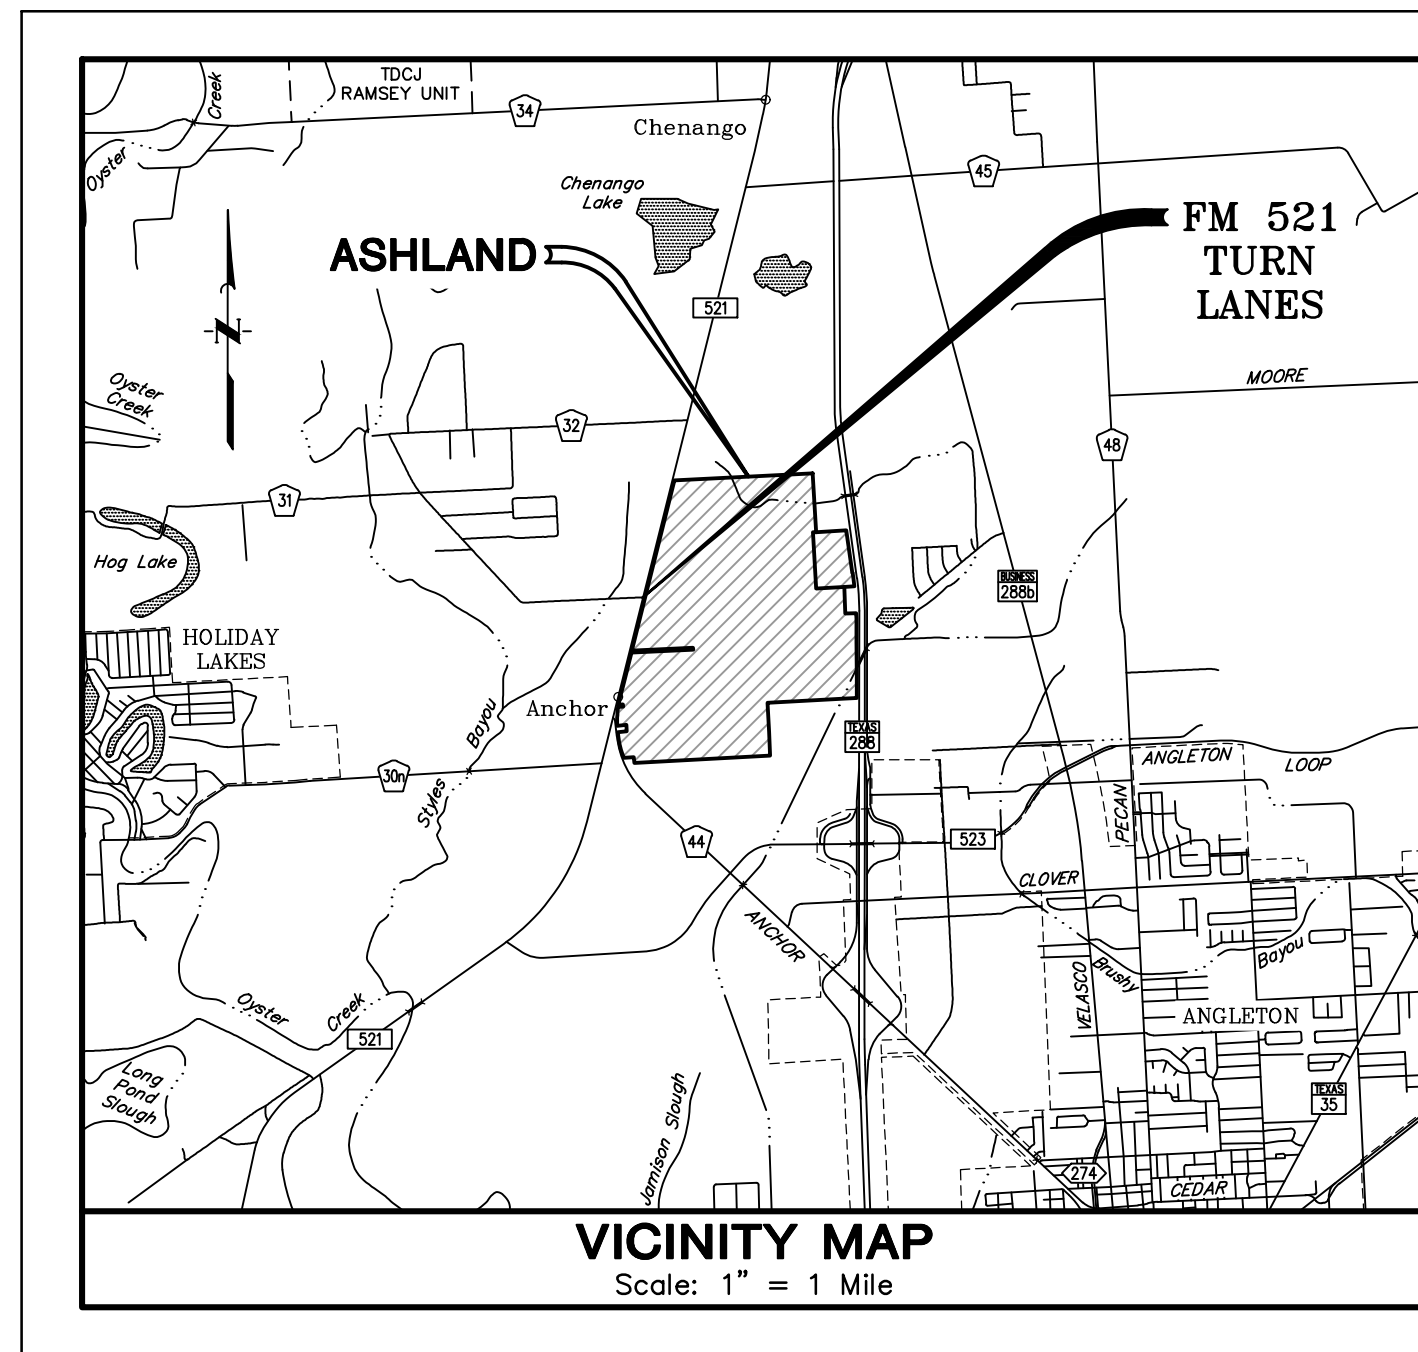 TDCJ
RAMSEY UNIT
Creek
34
Chenango
Oyster
45
Chenango
Lake
FM 521
TURN
LANES
ASHLAND
521
N
MOORE
Oyster
Creek
32
48
31
Hog Lake
BUSINESS
288b
HOLIDAY
LAKES
Anchor
Bayou
TEXAS
288
ANGLETON
LOOP
30n
Styles
PECAN
44
523
CLOVER
ANCHOR
Bayou
Brushy
VELASCO
Oyster
Creek
ANGLETON
521
Long
Pond
Slough
TEXAS
35
Jamison Slough
274
CEDAR
VICINITY MAP
Scale: 1" = 1 Mile